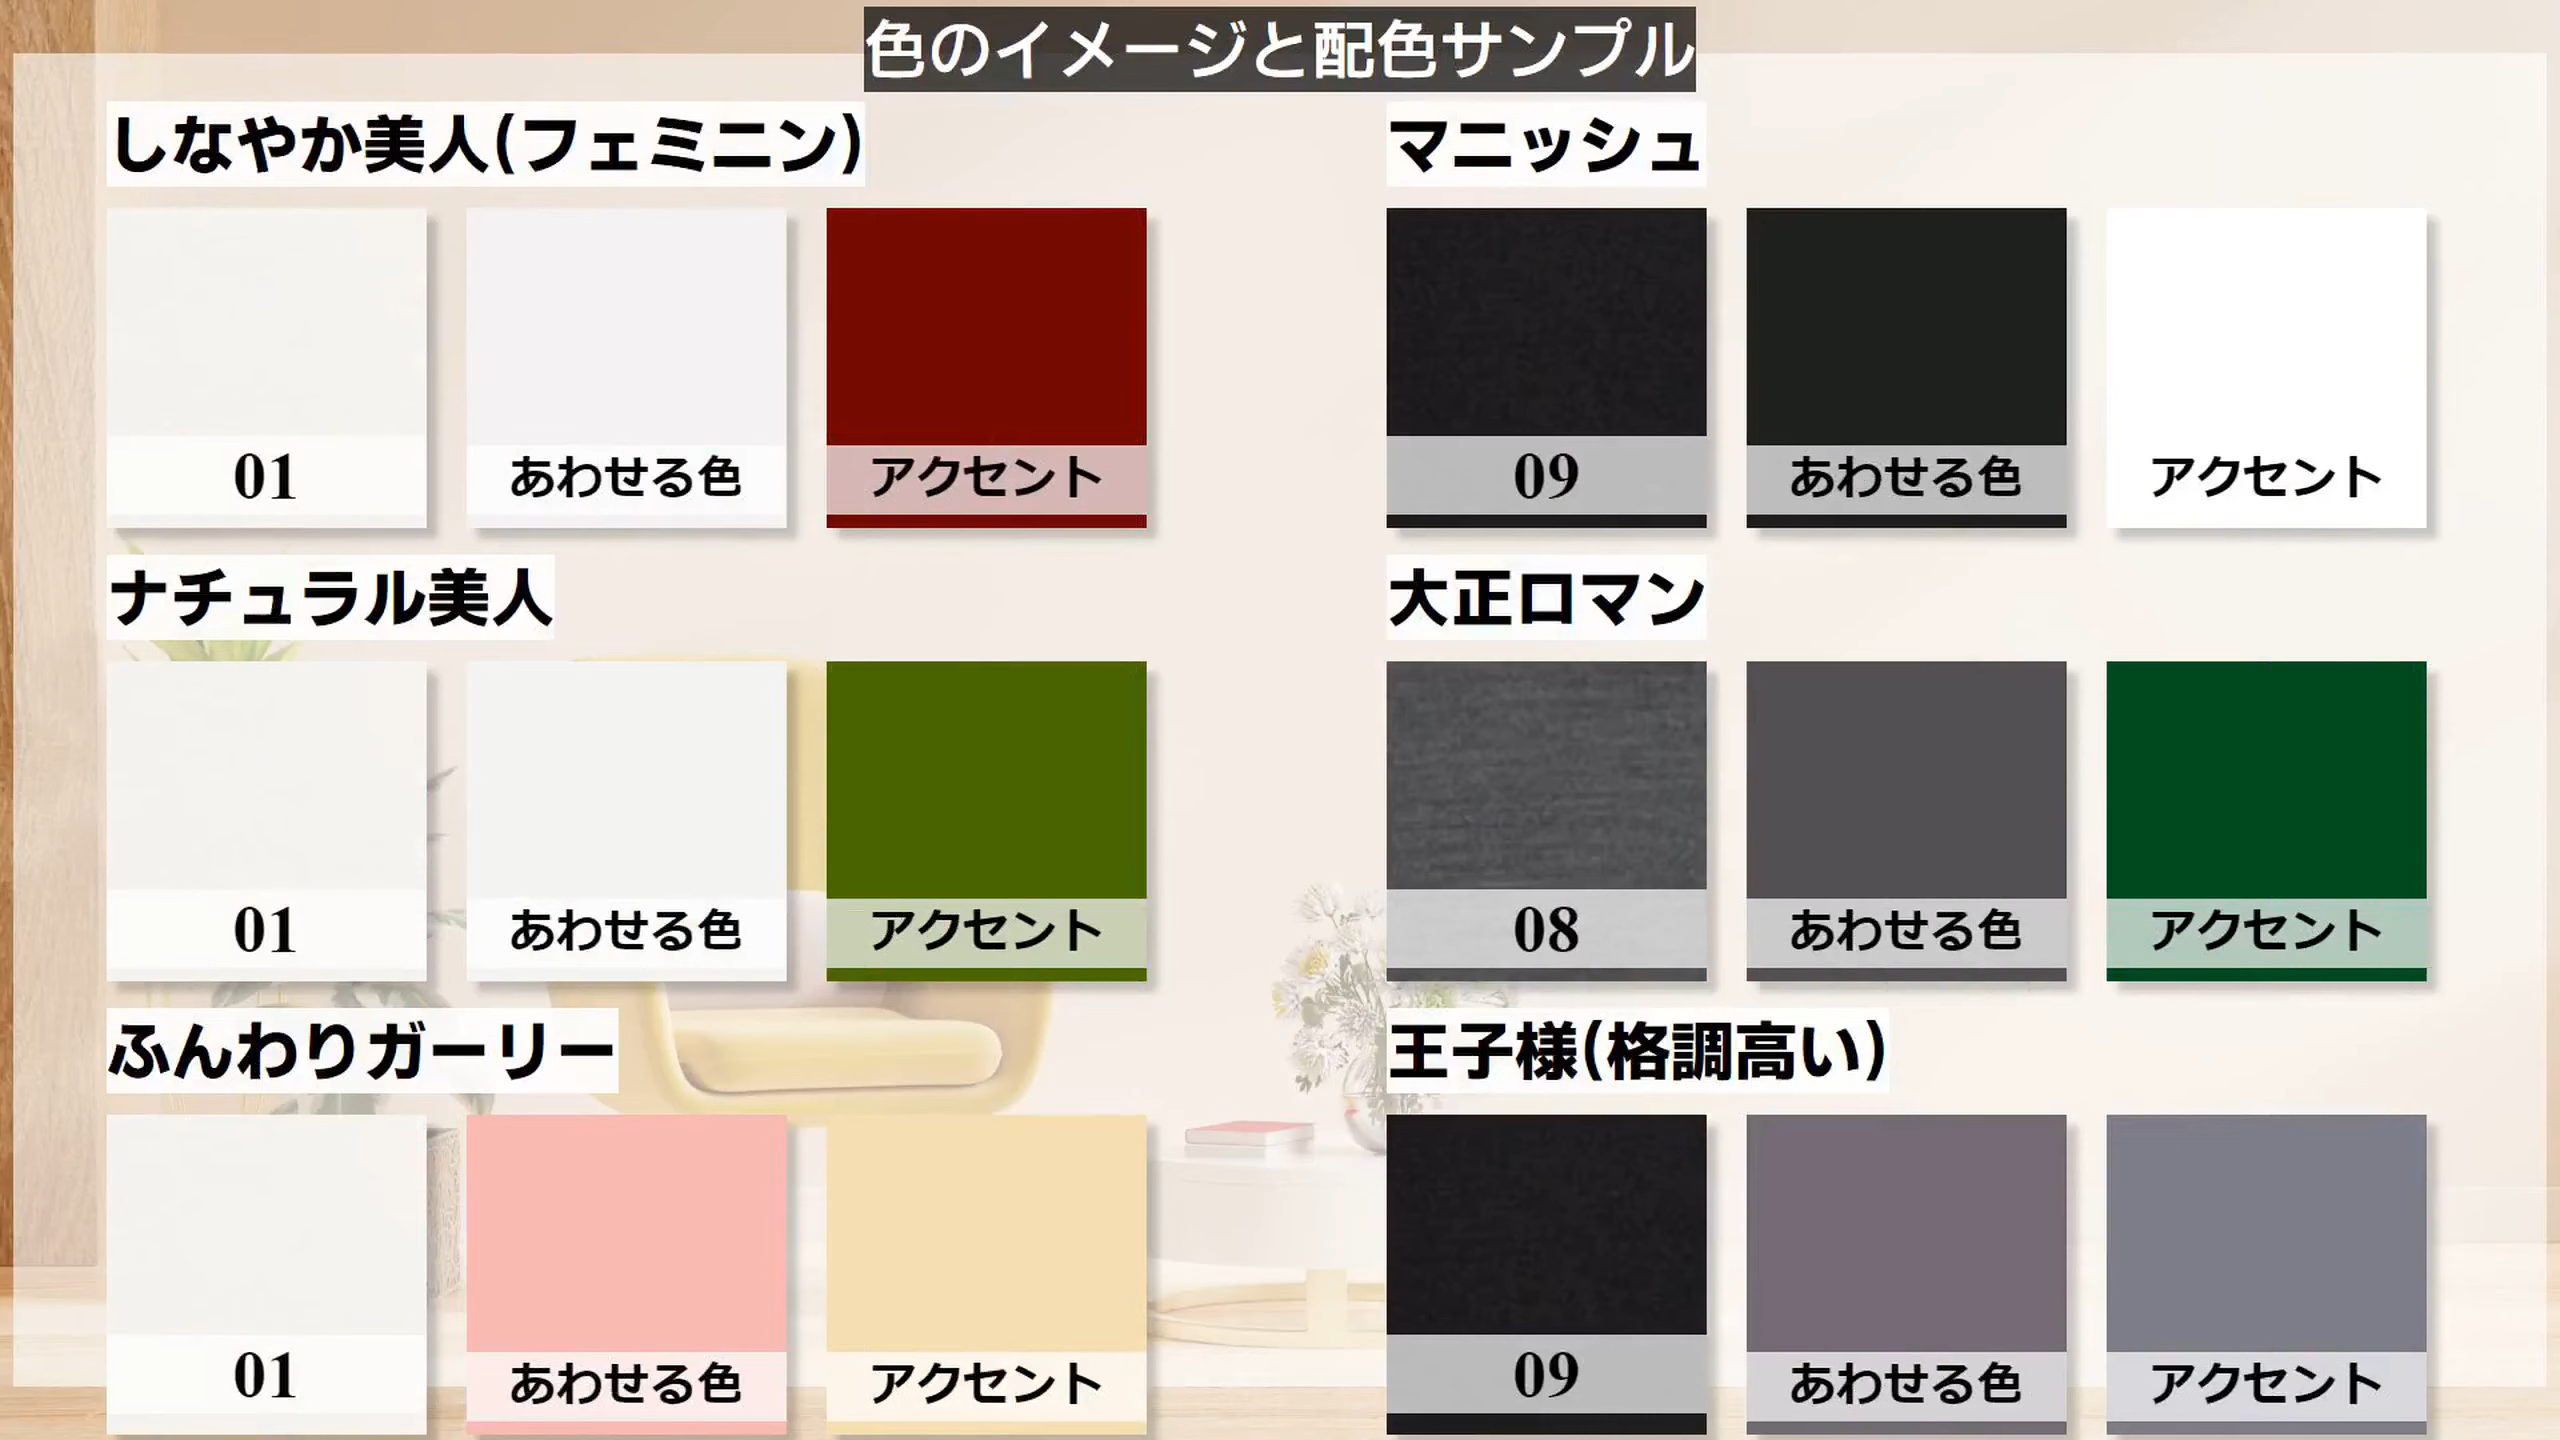 色のイメージと配色サンプル
しなやか美人(フェミニン)
01
あわせる色
アクセント
マニッシュ
09
あわせる色
アクセント
ナチュラル美人
01
あわせる色
アクセント
大正ロマン
08
あわせる色
アクセント
ふんわりガーリー
01
あわせる色
アクセント
王子様(格調高い)
09
あわせる色
アクセント